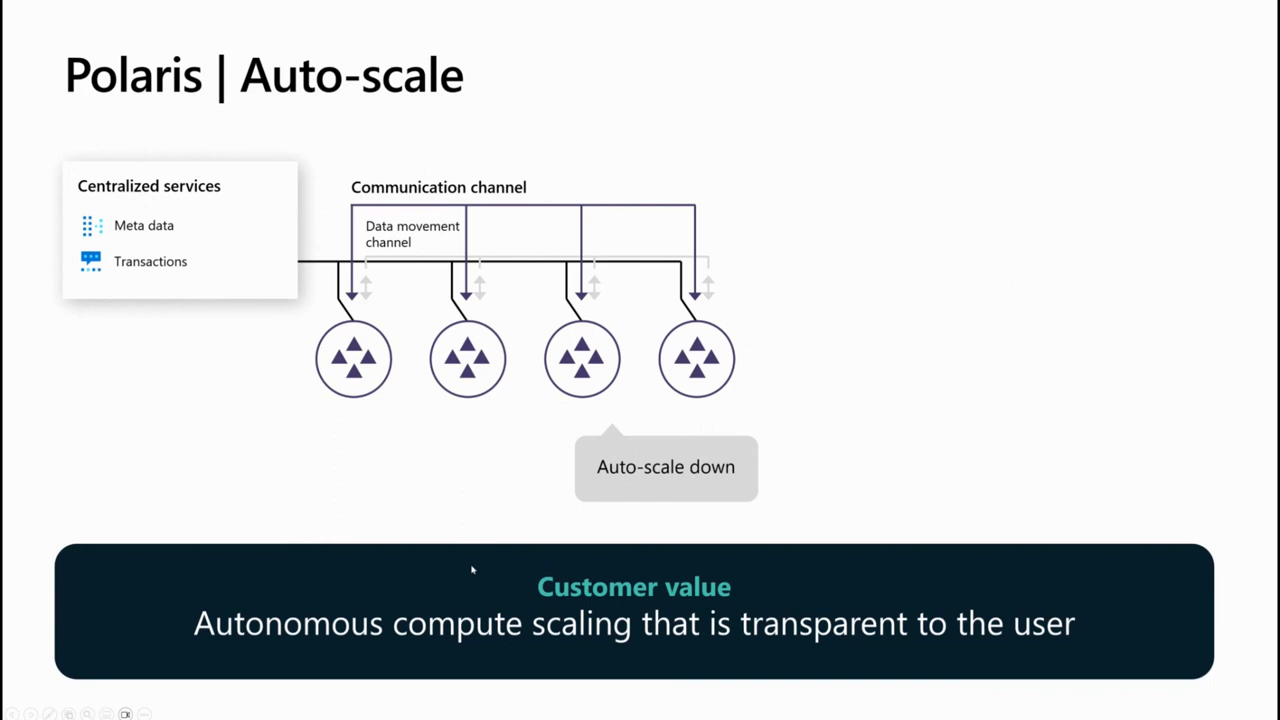 Polaris | Auto-scale
Centralized services
Meta data
Transactions
Communication channel
Data movement
channel
Auto-scale down
Customer value
Autonomous compute scaling that is transparent to the user